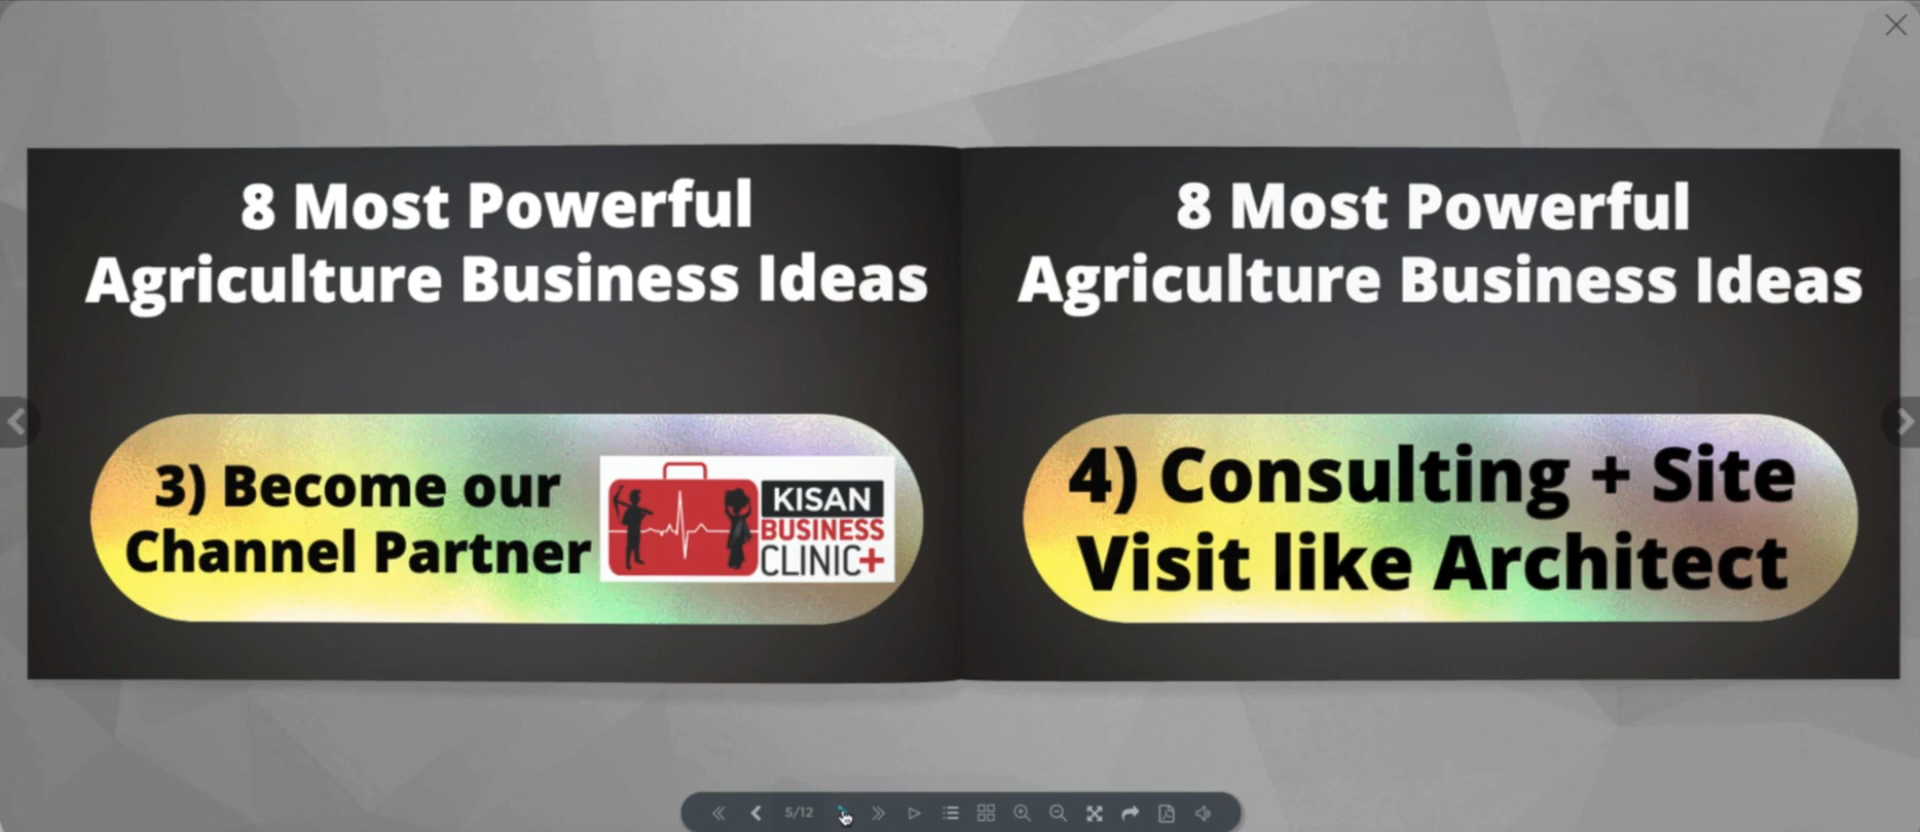 8 Most Powerful
Agriculture Business Ideas
3) Become our
Channel Partner
KISAN
BUSINESS
CLINIC+
8 Most Powerful
Agriculture Business Ideas
4) Consulting + Site
Visit like Architect
5/12